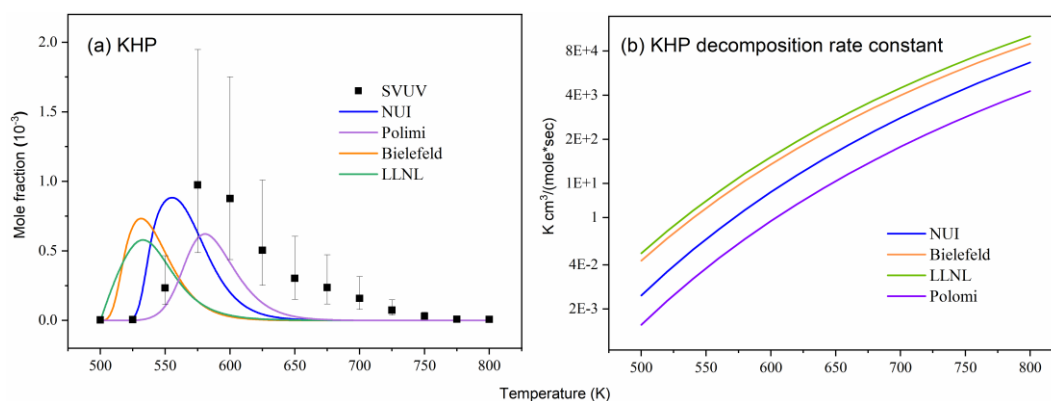 (a) KHP
2.0
1.5
1.0
0.5
0.0
Mole fraction (10⁻³)
SVUV
NUI
Polimi
Bielefeld
LLNL
500 550 600 650 700 750 800
(b) KHP decomposition rate constant
8E+4
4E+3
2E+2
1E+1
1
4E-2
2E-3
K cm³/(mole*sec)
NUI
Bielefeld
LLNL
Polomi
500 550 600 650 700 750 800
Temperature (K)